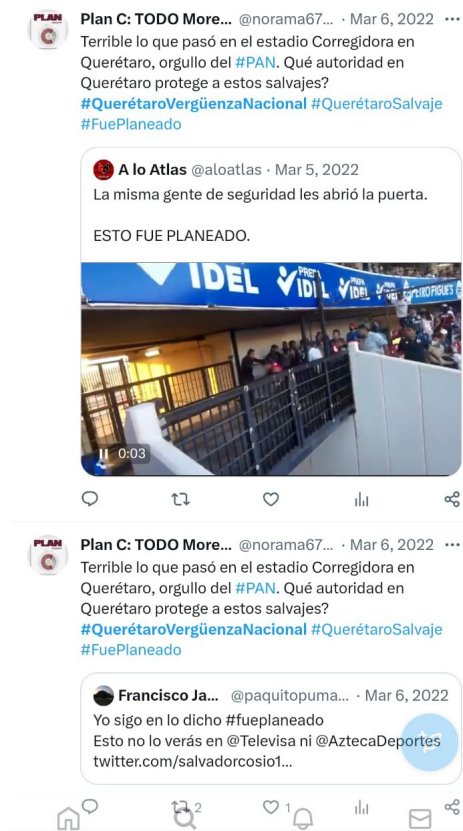 PLAN
C
Plan C: TODO More... @norama67... · Mar 6, 2022 ···
Terrible lo que pasó en el estadio Corregidora en
Querétaro, orgullo del #PAN. Qué autoridad en
Querétaro protege a estos salvajes?
#QuerétaroVergüenzaNacional #QuerétaroSalvaje
#FuePlaneado
A lo Atlas @aloatlas · Mar 5, 2022
La misma gente de seguridad les abrió la puerta.
ESTO FUE PLANEADO.
IDEL PREPA IDEL PREPA IDEL
0:03
PLAN
C
Plan C: TODO More... @norama67... · Mar 6, 2022 ···
Terrible lo que pasó en el estadio Corregidora en
Querétaro, orgullo del #PAN. Qué autoridad en
Querétaro protege a estos salvajes?
#QuerétaroVergüenzaNacional #QuerétaroSalvaje
#FuePlaneado
Francisco Ja... @paquitopuma... · Mar 6, 2022
Yo sigo en lo dicho #fueplaneado
Esto no lo verás en @Televisa ni @AztecaDeportes
twitter.com/salvadorcosio1...
2 1